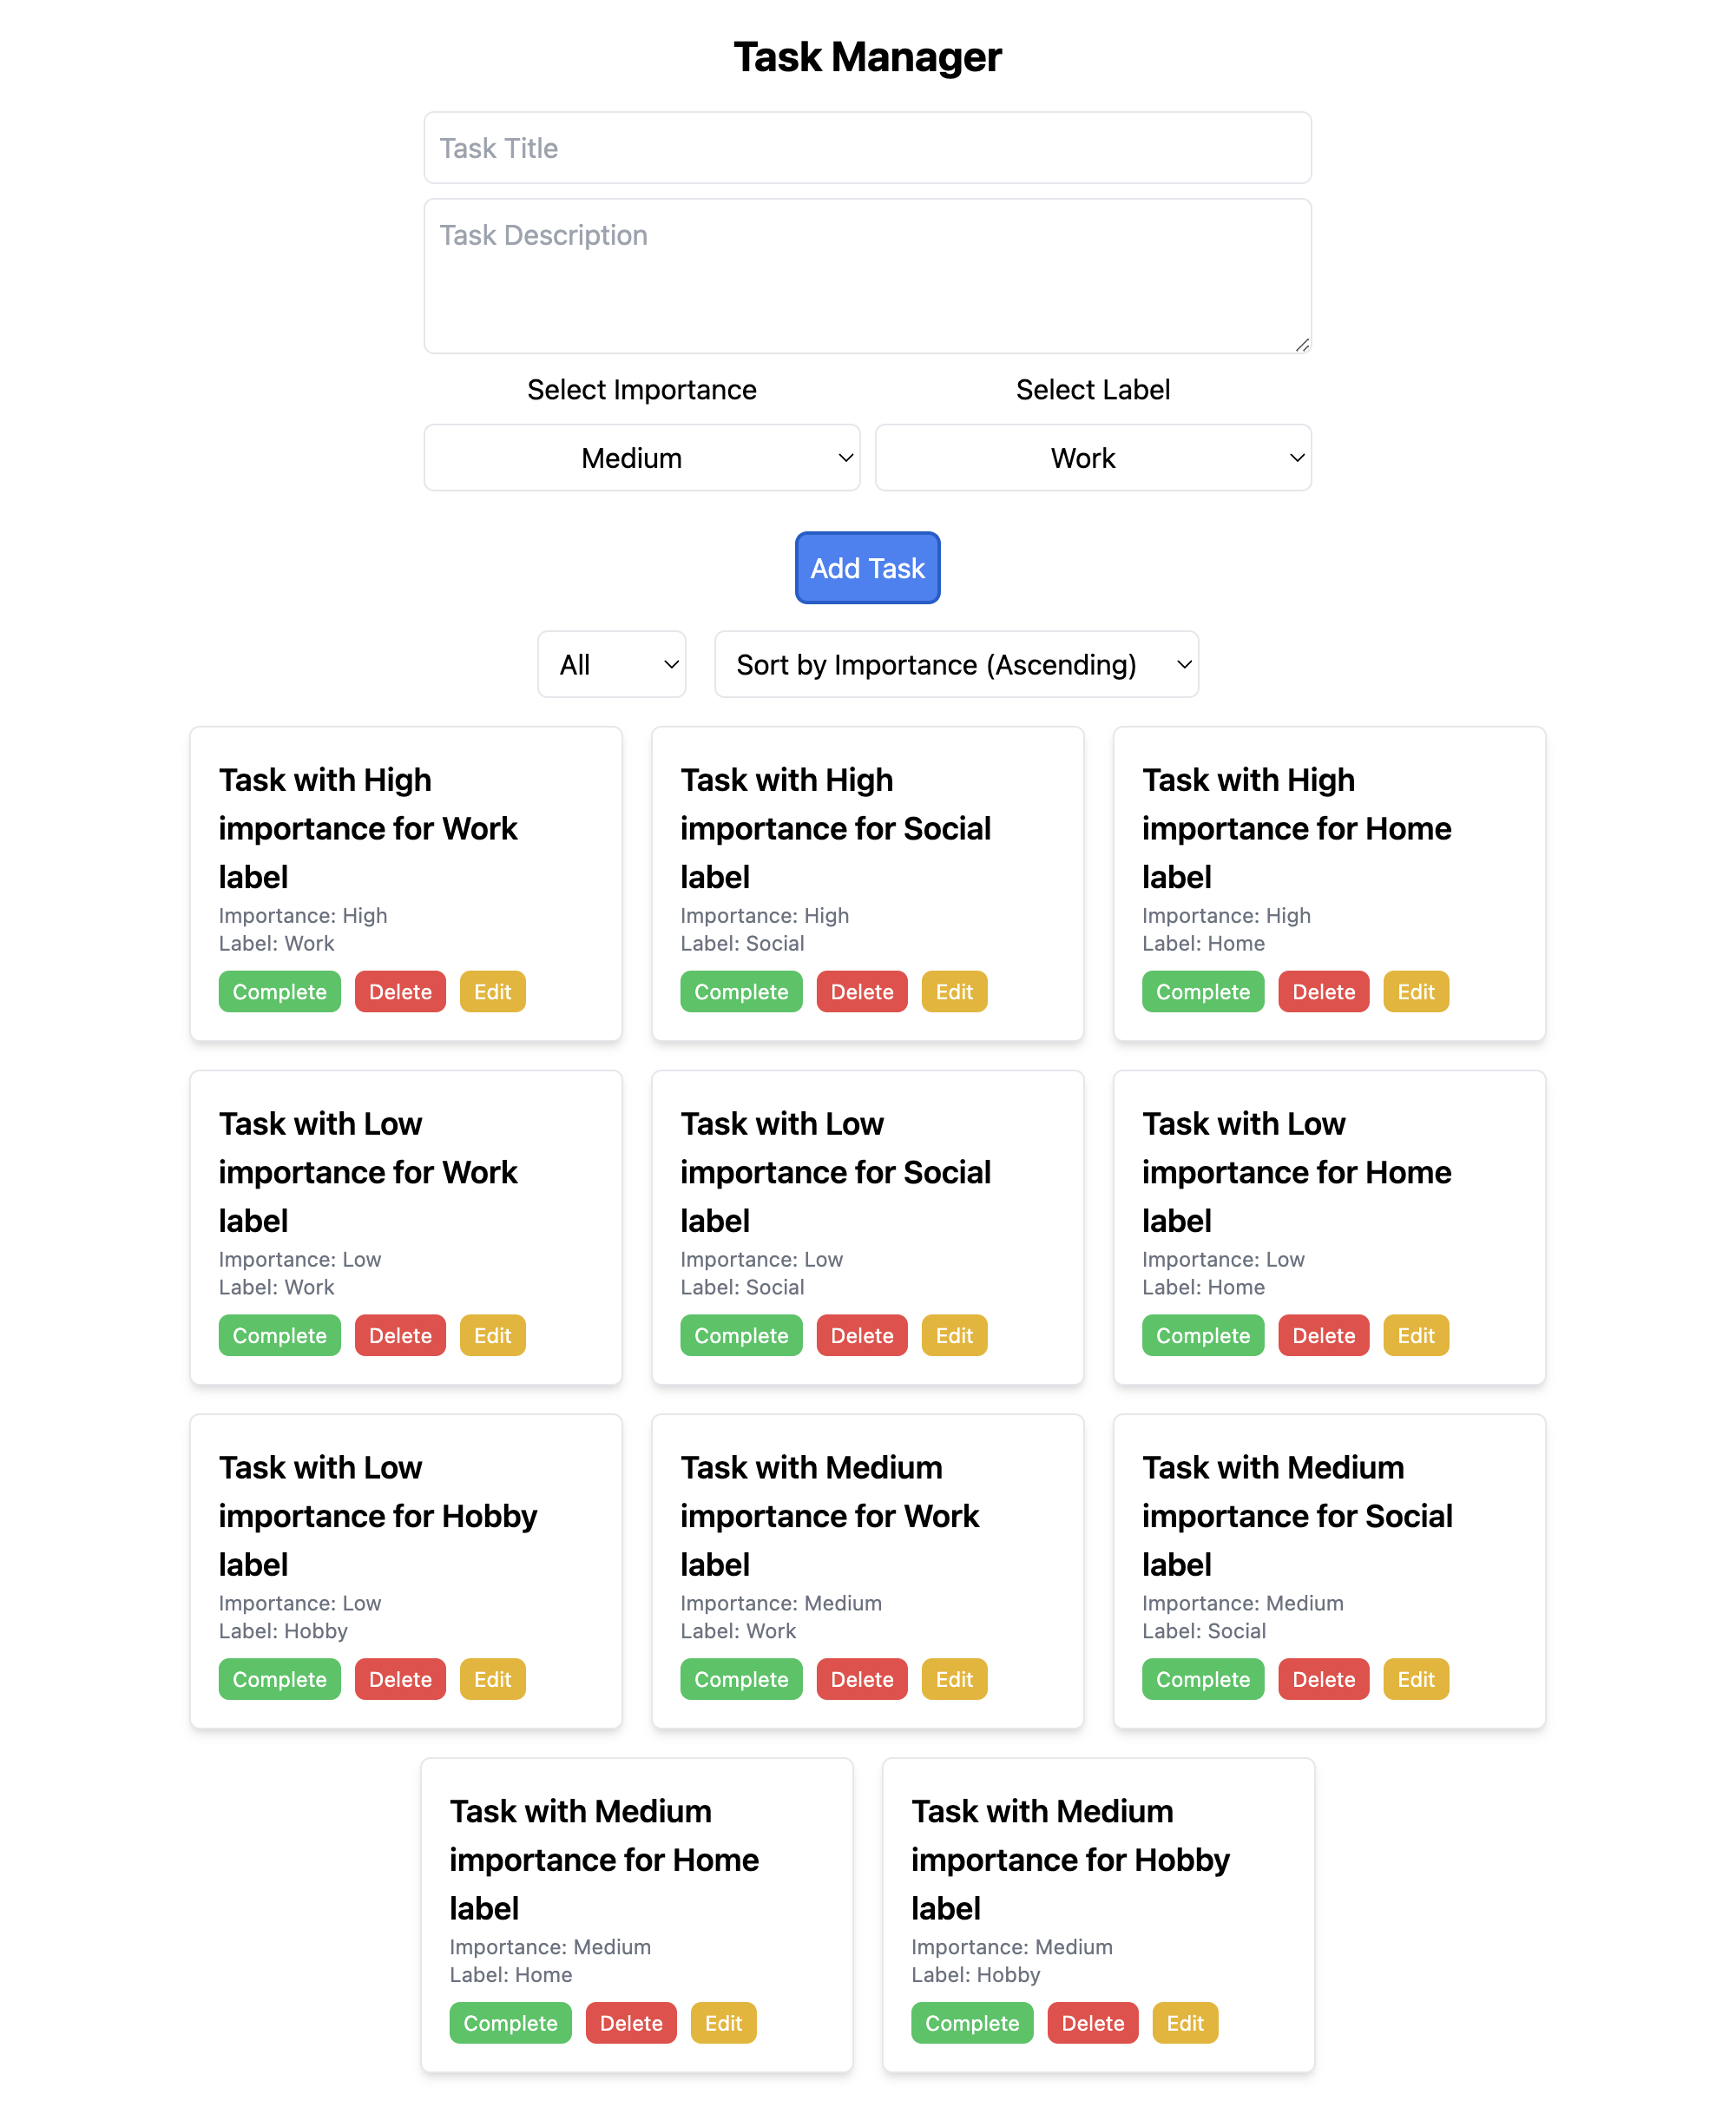 Task Manager
Task Title
Task Description
Select Importance
Select Label
Medium
Work
Add Task
All
Sort by Importance (Ascending)
Task with High
importance for Work
label
Importance: High
Label: Work
Complete
Delete
Edit
Task with High
importance for Social
label
Importance: High
Label: Social
Complete
Delete
Edit
Task with High
importance for Home
label
Importance: High
Label: Home
Complete
Delete
Edit
Task with Low
importance for Work
label
Importance: Low
Label: Work
Complete
Delete
Edit
Task with Low
importance for Social
label
Importance: Low
Label: Social
Complete
Delete
Edit
Task with Low
importance for Home
label
Importance: Low
Label: Home
Complete
Delete
Edit
Task with Low
importance for Hobby
label
Importance: Low
Label: Hobby
Complete
Delete
Edit
Task with Medium
importance for Work
label
Importance: Medium
Label: Work
Complete
Delete
Edit
Task with Medium
importance for Social
label
Importance: Medium
Label: Social
Complete
Delete
Edit
Task with Medium
importance for Home
label
Importance: Medium
Label: Home
Complete
Delete
Edit
Task with Medium
importance for Hobby
label
Importance: Medium
Label: Hobby
Complete
Delete
Edit